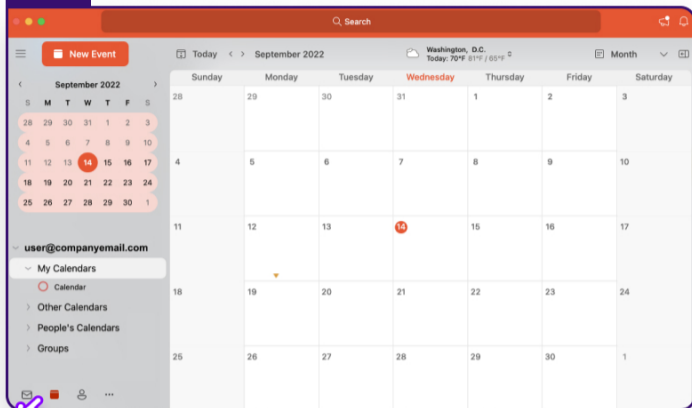 Search
New Event
Today < > September 2022
Washington, D.C.
Today: 70°F 81°F / 65°F
Month
< September 2022 >
S M T W T F S
28 29 30 31 1 2 3
4 5 6 7 8 9 10
11 12 13 14 15 16 17
18 19 20 21 22 23 24
25 26 27 28 29 30 1
user@companyemail.com
My Calendars
Calendar
Other Calendars
People's Calendars
Groups
Sunday Monday Tuesday Wednesday Thursday Friday Saturday
28 29 30 31 1 2 3
4 5 6 7 8 9 10
11 12 13 14 15 16 17
18 19 20 21 22 23 24
25 26 27 28 29 30 1